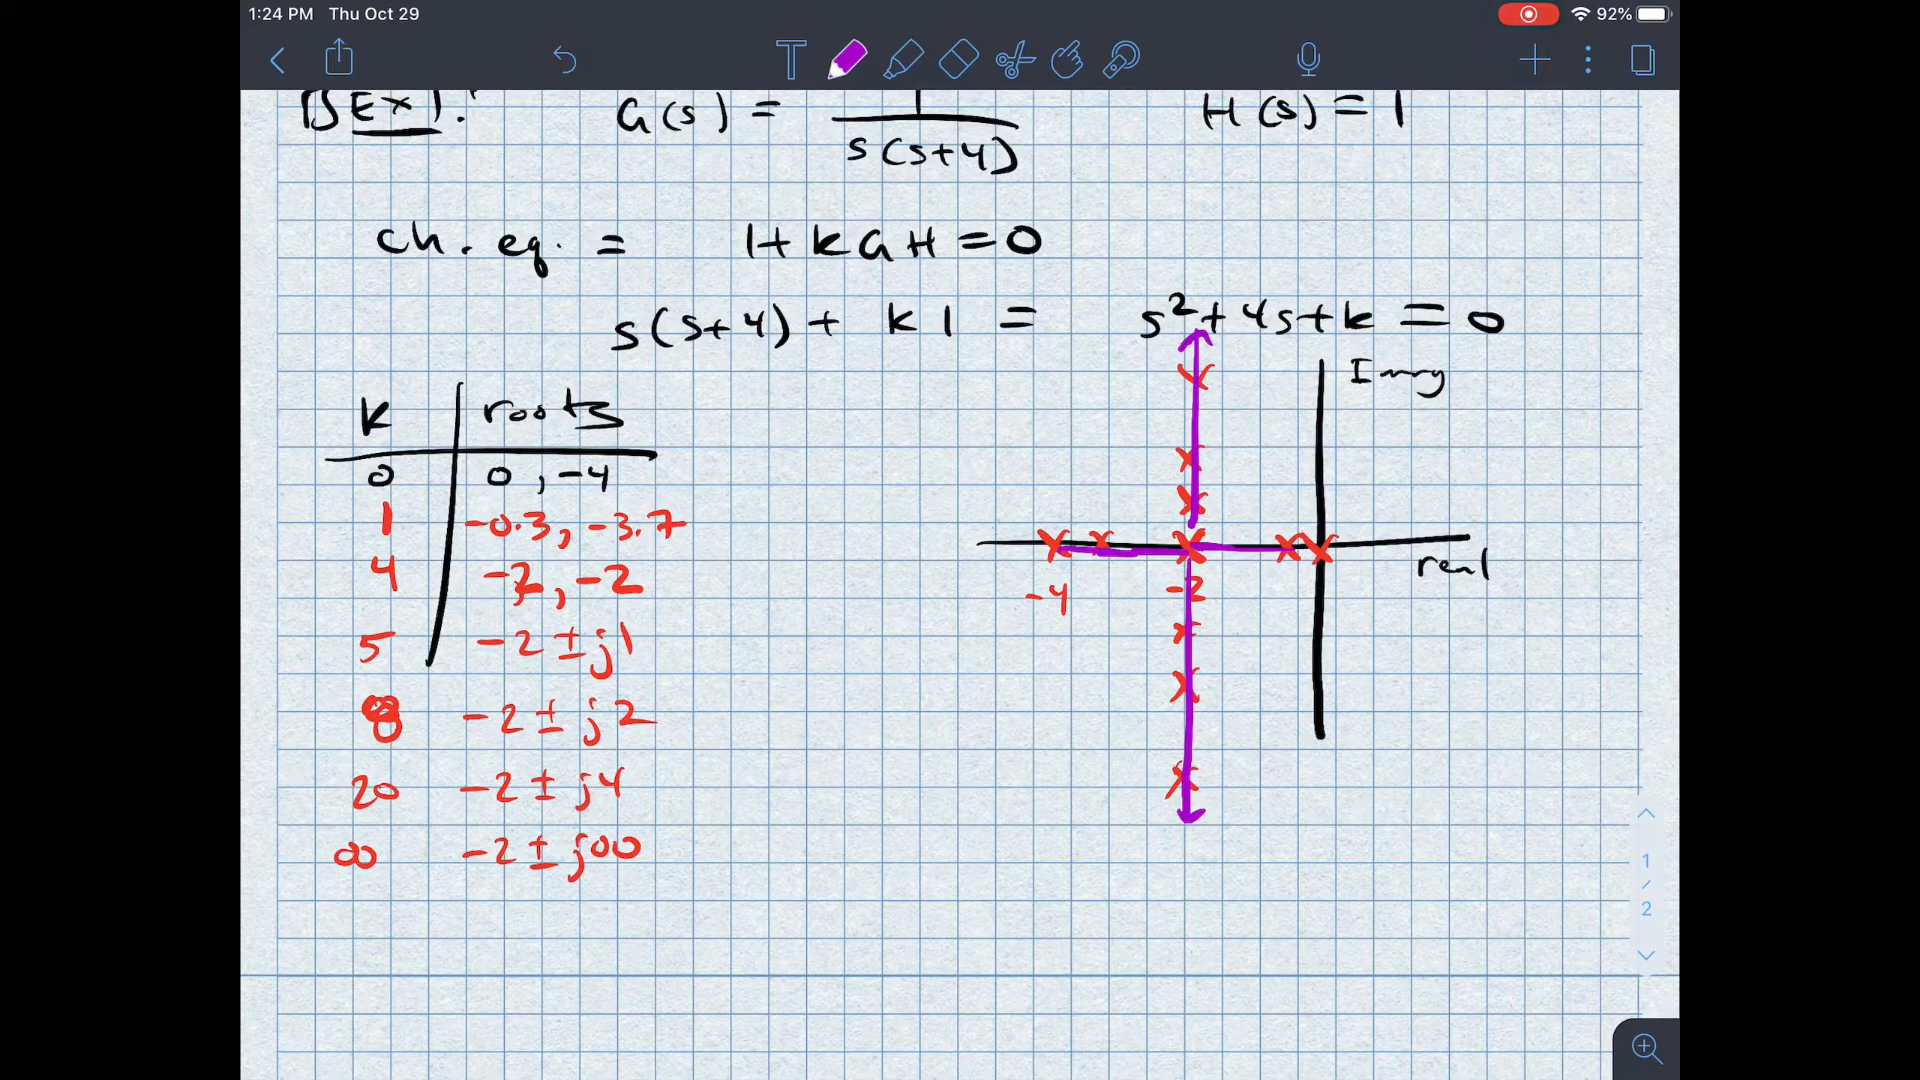 1:24 PM Thu Oct 29 92%
Ex 1: G(s) = 1 / s(s+4) H(s) = 1
ch. eq. = 1 + k G H = 0
s(s+4) + k 1 = s² + 4s + k = 0
Imag
real
-4 -2
k roots
0 0, -4
1 -0.3, -3.7
4 -2, -2
5 -2 ± j1
8 -2 ± j2
20 -2 ± j4
∞ -2 ± j∞
1
/
2